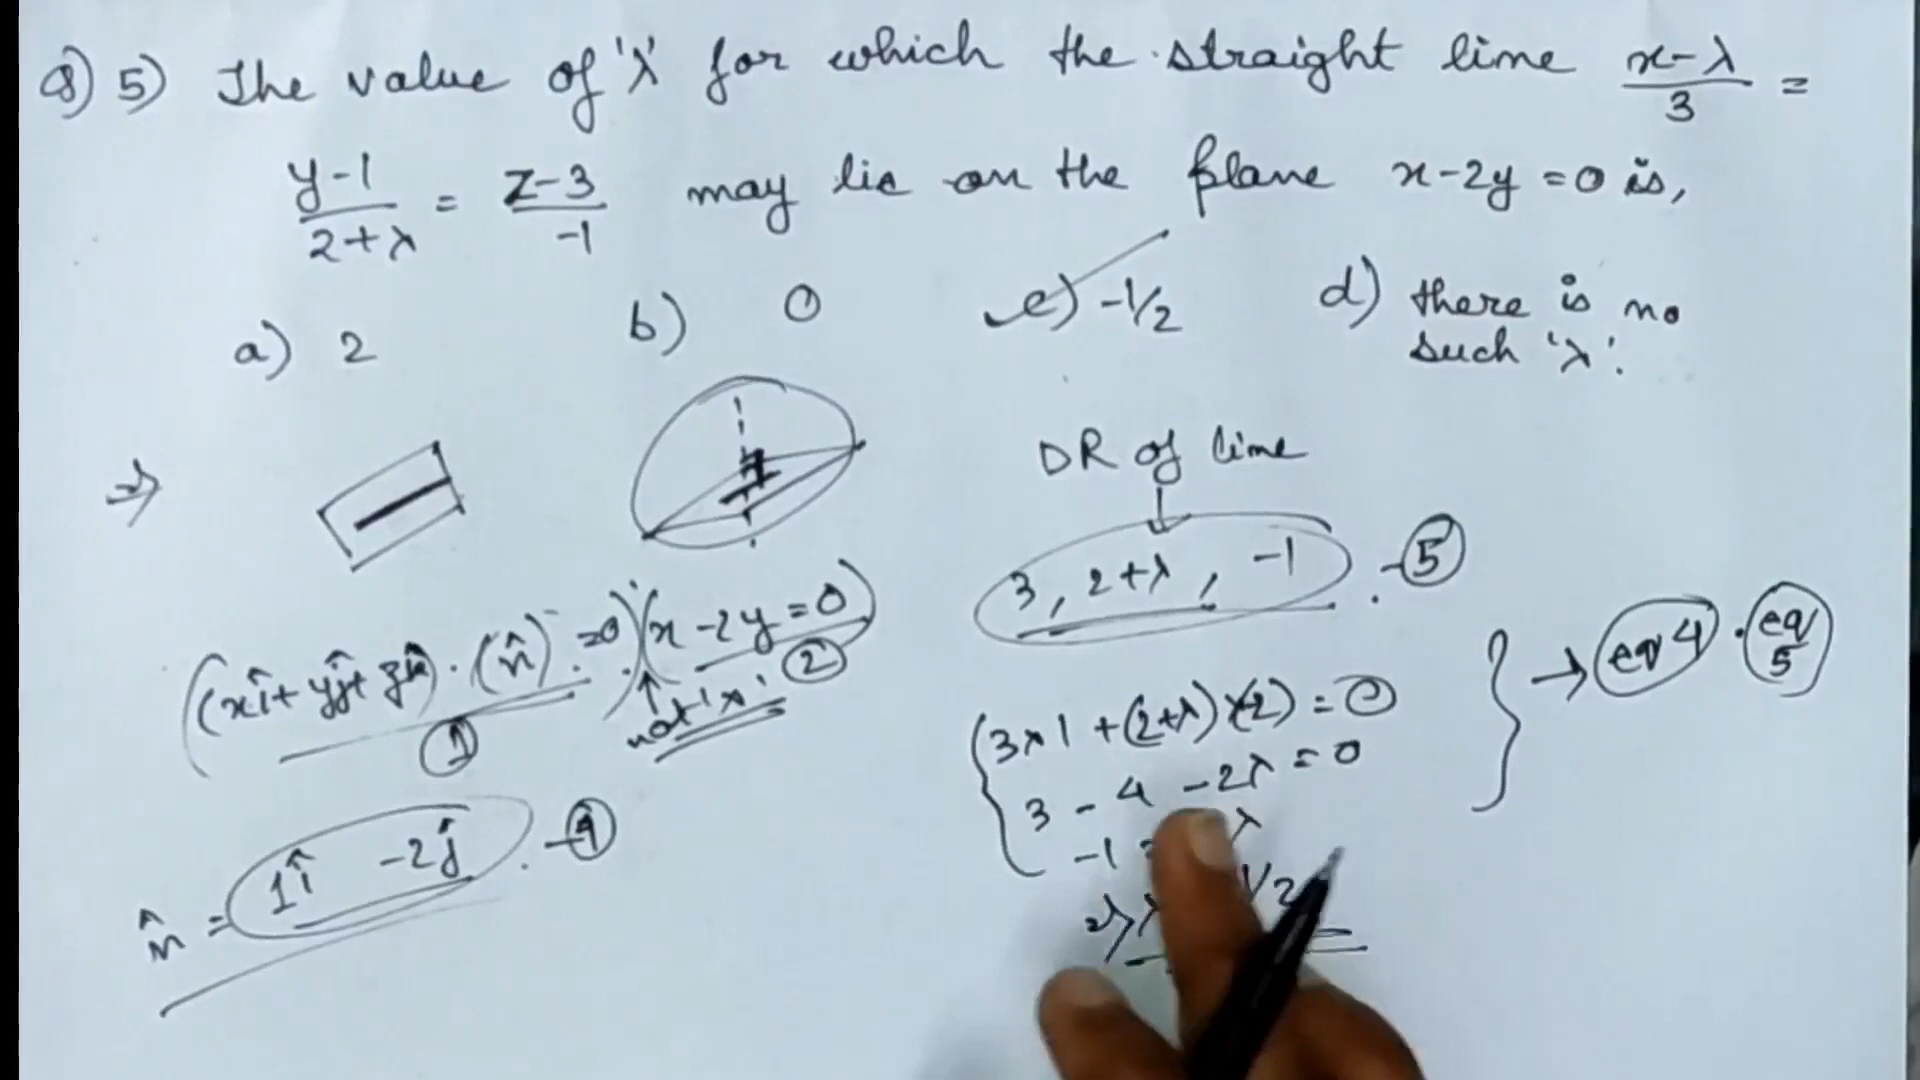 Q) 5) The value of 'λ' for which the straight line (x-λ)/3 =
(y-1)/(2+λ) = (z-3)/-1 may lie on the plane x-2y=0 is,
a) 2 b) 0 c) -1/2 d) there is no
such 'λ'.
DR of line
3, 2+λ, -1 -⑤
(xî+yĵ+zk̂)·(n̂)=0 (x-2y=0)
① ②
not 'λ'
n̂ = 1î -2ĵ -④
3×1+(2+λ)×(-2)=0
3 - 4 - 2λ = 0
-1 λ
λ 1/2
→ eq 4 · eq 5